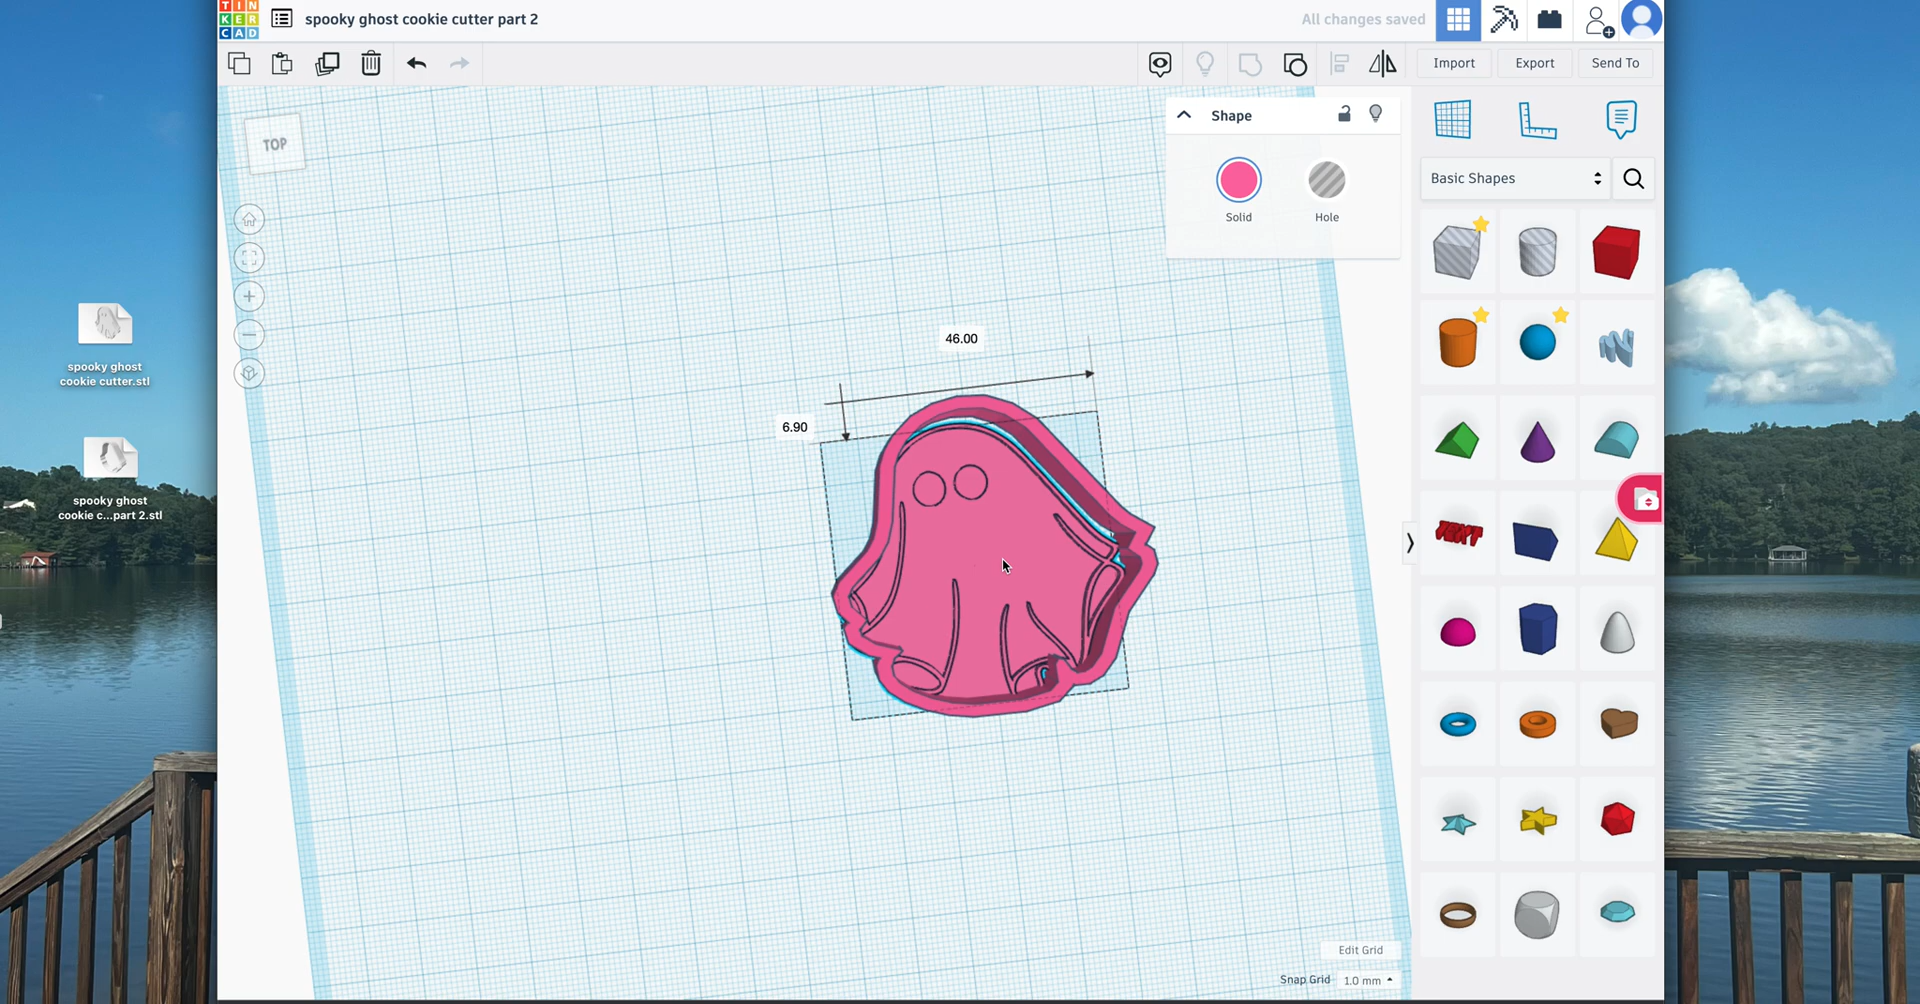 TIN
KER
CAD
spooky ghost cookie cutter part 2
All changes saved
Import
Export
Send To
TOP
Shape
Solid
Hole
Basic Shapes
46.00
6.90
spooky ghost
cookie cutter.stl
spooky ghost
cookie c...part 2.stl
TEXT
Edit Grid
Snap Grid
1.0 mm